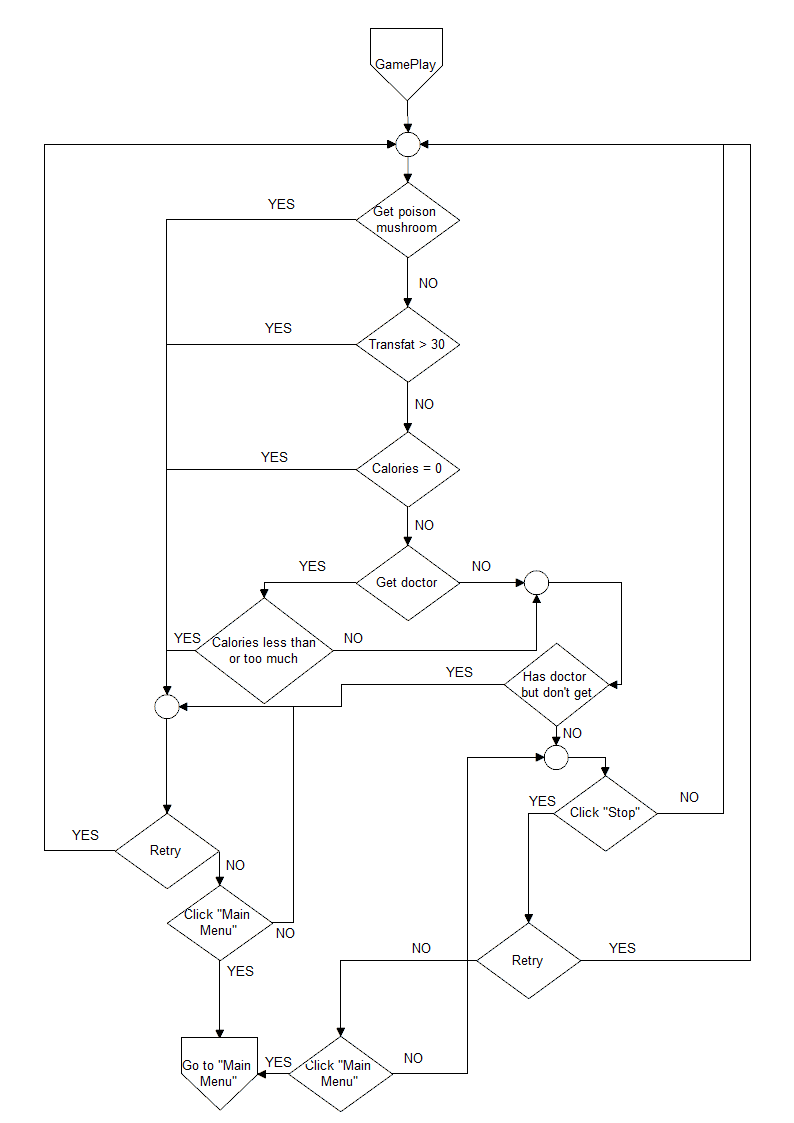 GamePlay
YES
Get poison
mushroom
NO
YES
Transfat > 30
NO
YES
Calories = 0
NO
YES
Get doctor
NO
YES
Calories less than
or too much
NO
YES
Has doctor
but don't get
NO
YES
Click "Stop"
NO
YES
Retry
NO
Click "Main
Menu"
NO
YES
NO
Retry
YES
Go to "Main
Menu"
YES
Click "Main
Menu"
NO